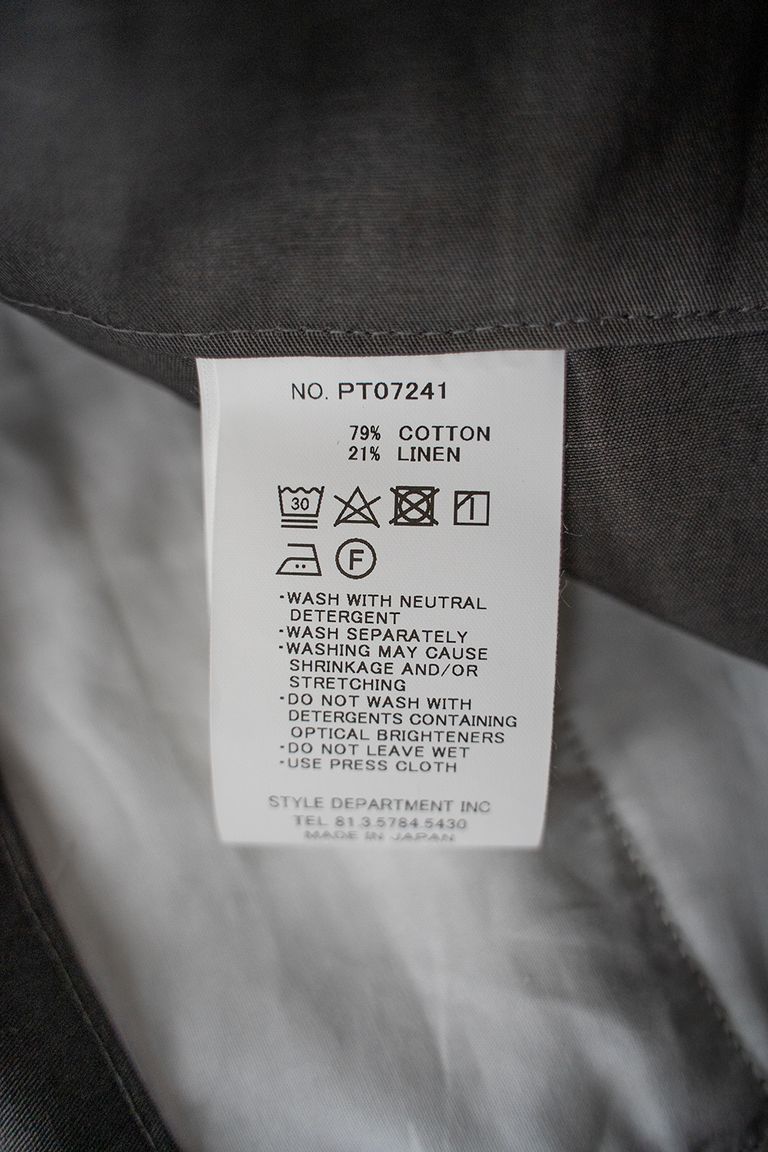 NO. PT07241
79% COTTON
21% LINEN
30
F
·WASH WITH NEUTRAL
DETERGENT
·WASH SEPARATELY
·WASHING MAY CAUSE
SHRINKAGE AND/OR
STRETCHING
·DO NOT WASH WITH
DETERGENTS CONTAINING
OPTICAL BRIGHTENERS
·DO NOT LEAVE WET
·USE PRESS CLOTH
STYLE DEPARTMENT INC
TEL 81.3.5784.5430
MADE IN JAPAN